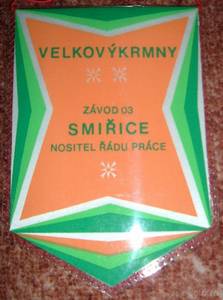 VELKOVÝKRMNY
ZÁVOD 03
SMIŘICE
NOSITEL ŘÁDU PRÁCE